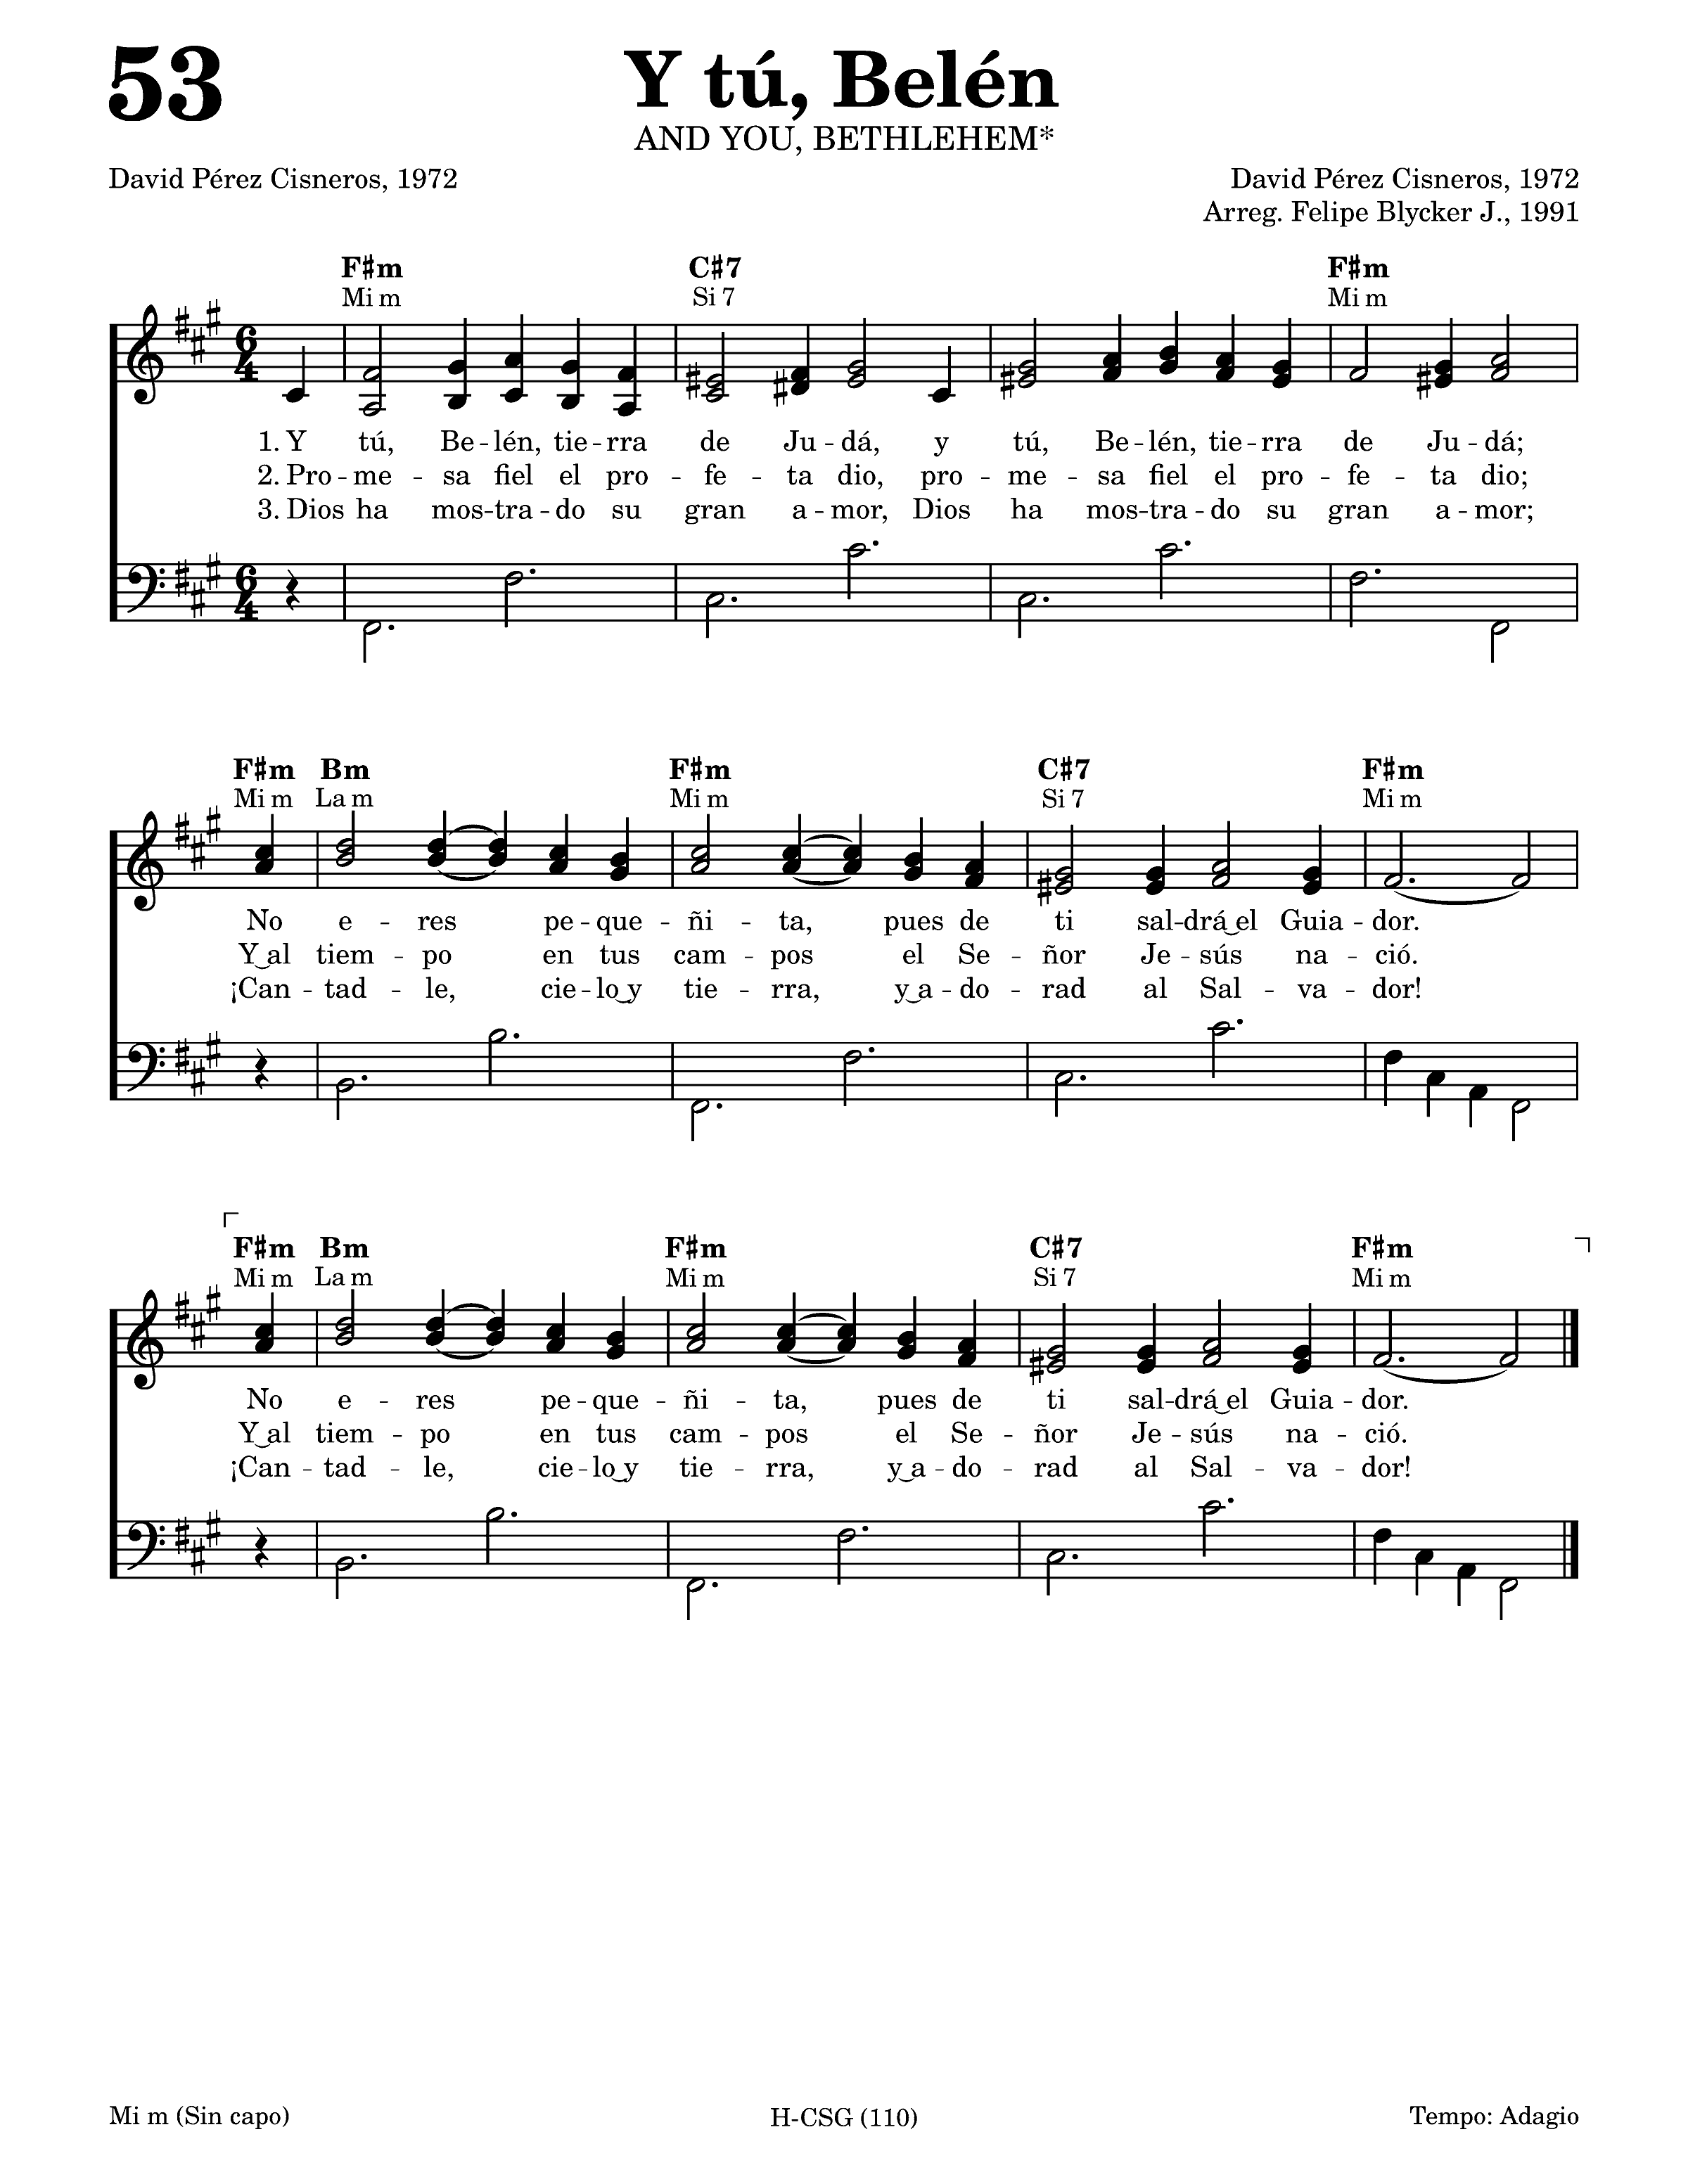 53
Y tú, Belén
AND YOU, BETHLEHEM*
David Pérez Cisneros, 1972 David Pérez Cisneros, 1972
Arreg. Felipe Blycker J., 1991
F♯m C♯7 F♯m
Mi m Si 7 Mi m
6/4
1. Y tú, Be – lén, tie – rra de Ju – dá, y tú, Be – lén, tie – rra de Ju – dá;
2. Pro – me – sa fiel el pro – fe – ta dio, pro – me – sa fiel el pro – fe – ta dio;
3. Dios ha mos – tra – do su gran a – mor, Dios ha mos – tra – do su gran a – mor;
6/4
F♯m Bm F♯m C♯7 F♯m
Mi m La m Mi m Si 7 Mi m
No e – res pe – que – ñi – ta, pues de ti sal – drá‿el Guia – dor.
Y‿al tiem – po en tus cam – pos el Se – ñor Je – sús na – ció.
¡Can – tad – le, cie – lo‿y tie – rra, y‿a – do – rad al Sal – va – dor!
F♯m Bm F♯m C♯7 F♯m
Mi m La m Mi m Si 7 Mi m
No e – res pe – que – ñi – ta, pues de ti sal – drá‿el Guia – dor.
Y‿al tiem – po en tus cam – pos el Se – ñor Je – sús na – ció.
¡Can – tad – le, cie – lo‿y tie – rra, y‿a – do – rad al Sal – va – dor!
Mi m (Sin capo) H-CSG (110) Tempo: Adagio